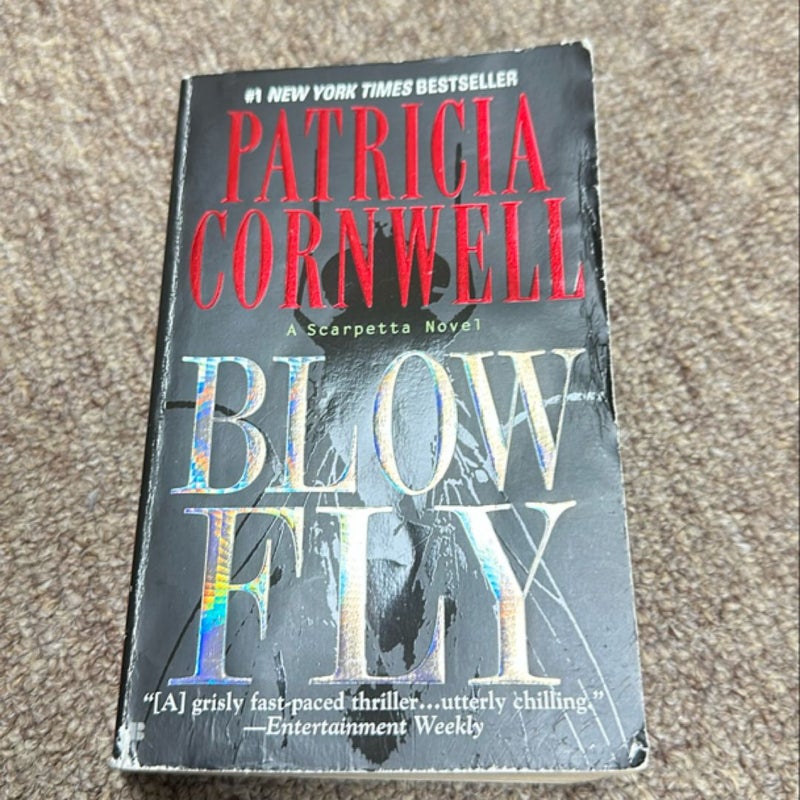 #1 NEW YORK TIMES BESTSELLER
PATRICIA
CORNWELL
A Scarpetta Novel
BLOW
FLY
“[A] grisly fast-paced thriller...utterly chilling.”
—Entertainment Weekly